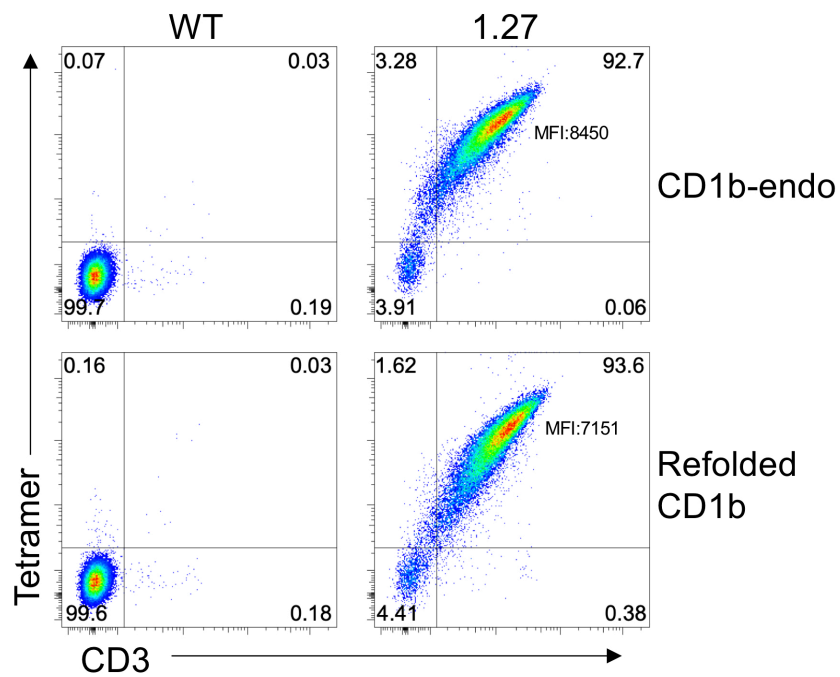 WT
1.27
0.07
0.03
99.7
0.19
3.28
92.7
MFI:8450
3.91
0.06
CD1b-endo
0.16
0.03
99.6
0.18
1.62
93.6
MFI:7151
4.41
0.38
Refolded
CD1b
Tetramer
CD3